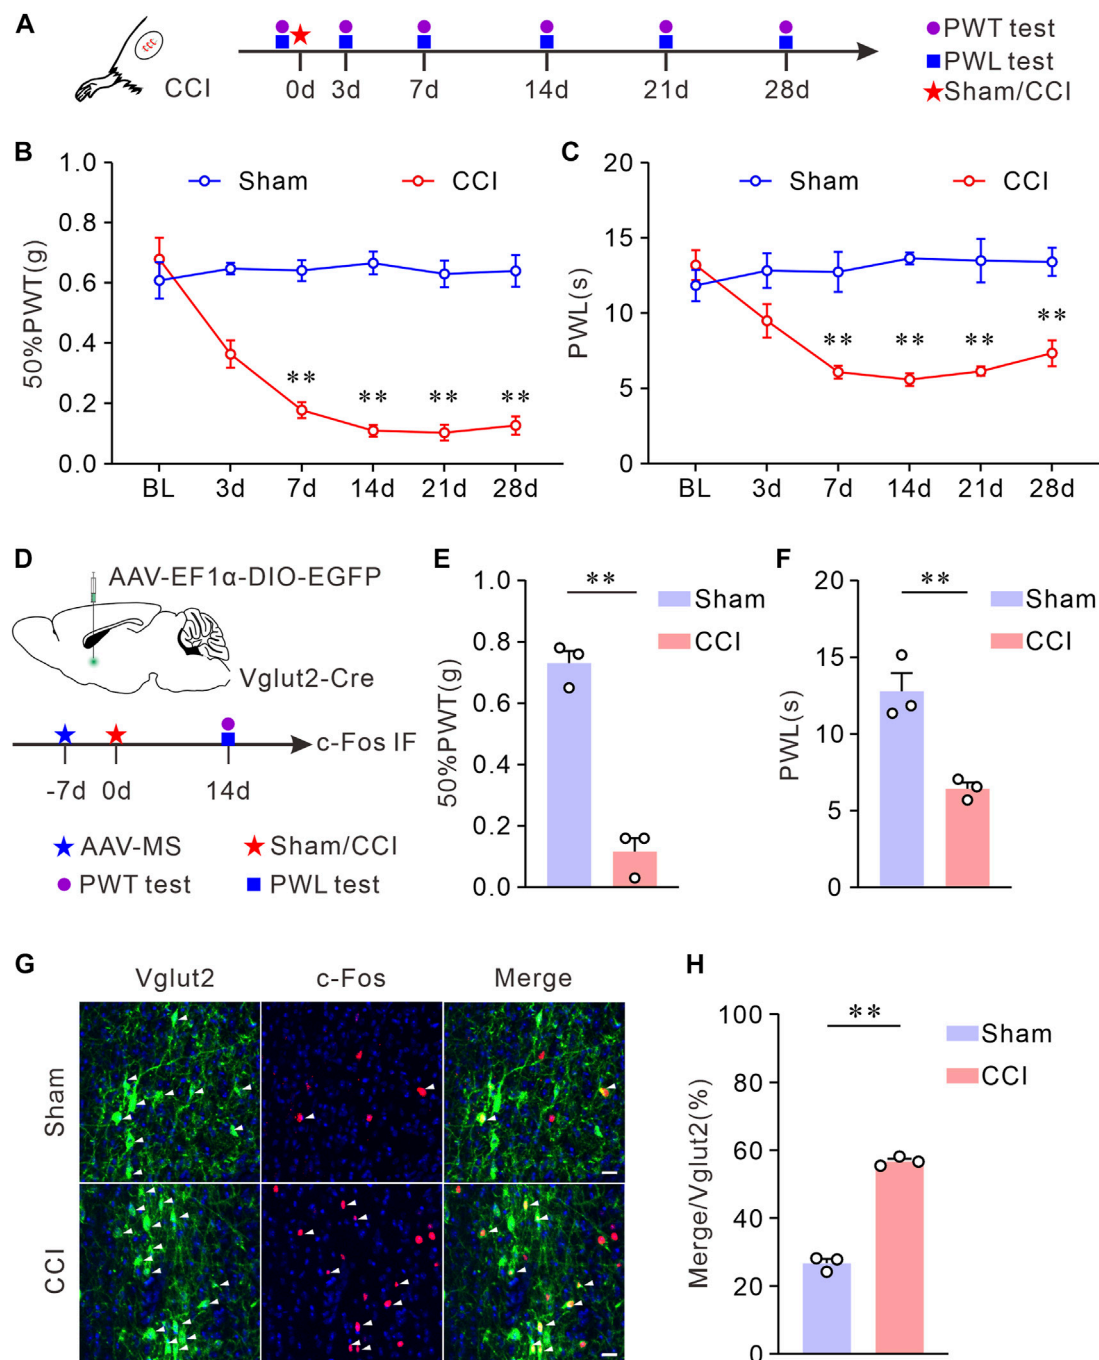 A
CCI
0d 3d 7d 14d 21d 28d
PWT test
PWL test
Sham/CCI
B
Sham CCI
50%PWT(g)
1.0
0.8
0.6
0.4
0.2
0.0
** ** ** **
BL 3d 7d 14d 21d 28d
C
Sham CCI
PWL(s)
20
15
10
5
0
** ** ** **
BL 3d 7d 14d 21d 28d
D
AAV-EF1α-DIO-EGFP
Vglut2-Cre
c-Fos IF
-7d 0d 14d
AAV-MS Sham/CCI
PWT test PWL test
E
50%PWT(g)
1.0
0.8
0.6
0.4
0.2
0.0
**
Sham
CCI
F
PWL(s)
20
15
10
5
0
**
Sham
CCI
G
Vglut2 c-Fos Merge
Sham
CCI
H
Merge/Vglut2(%)
100
80
60
40
20
0
**
Sham
CCI